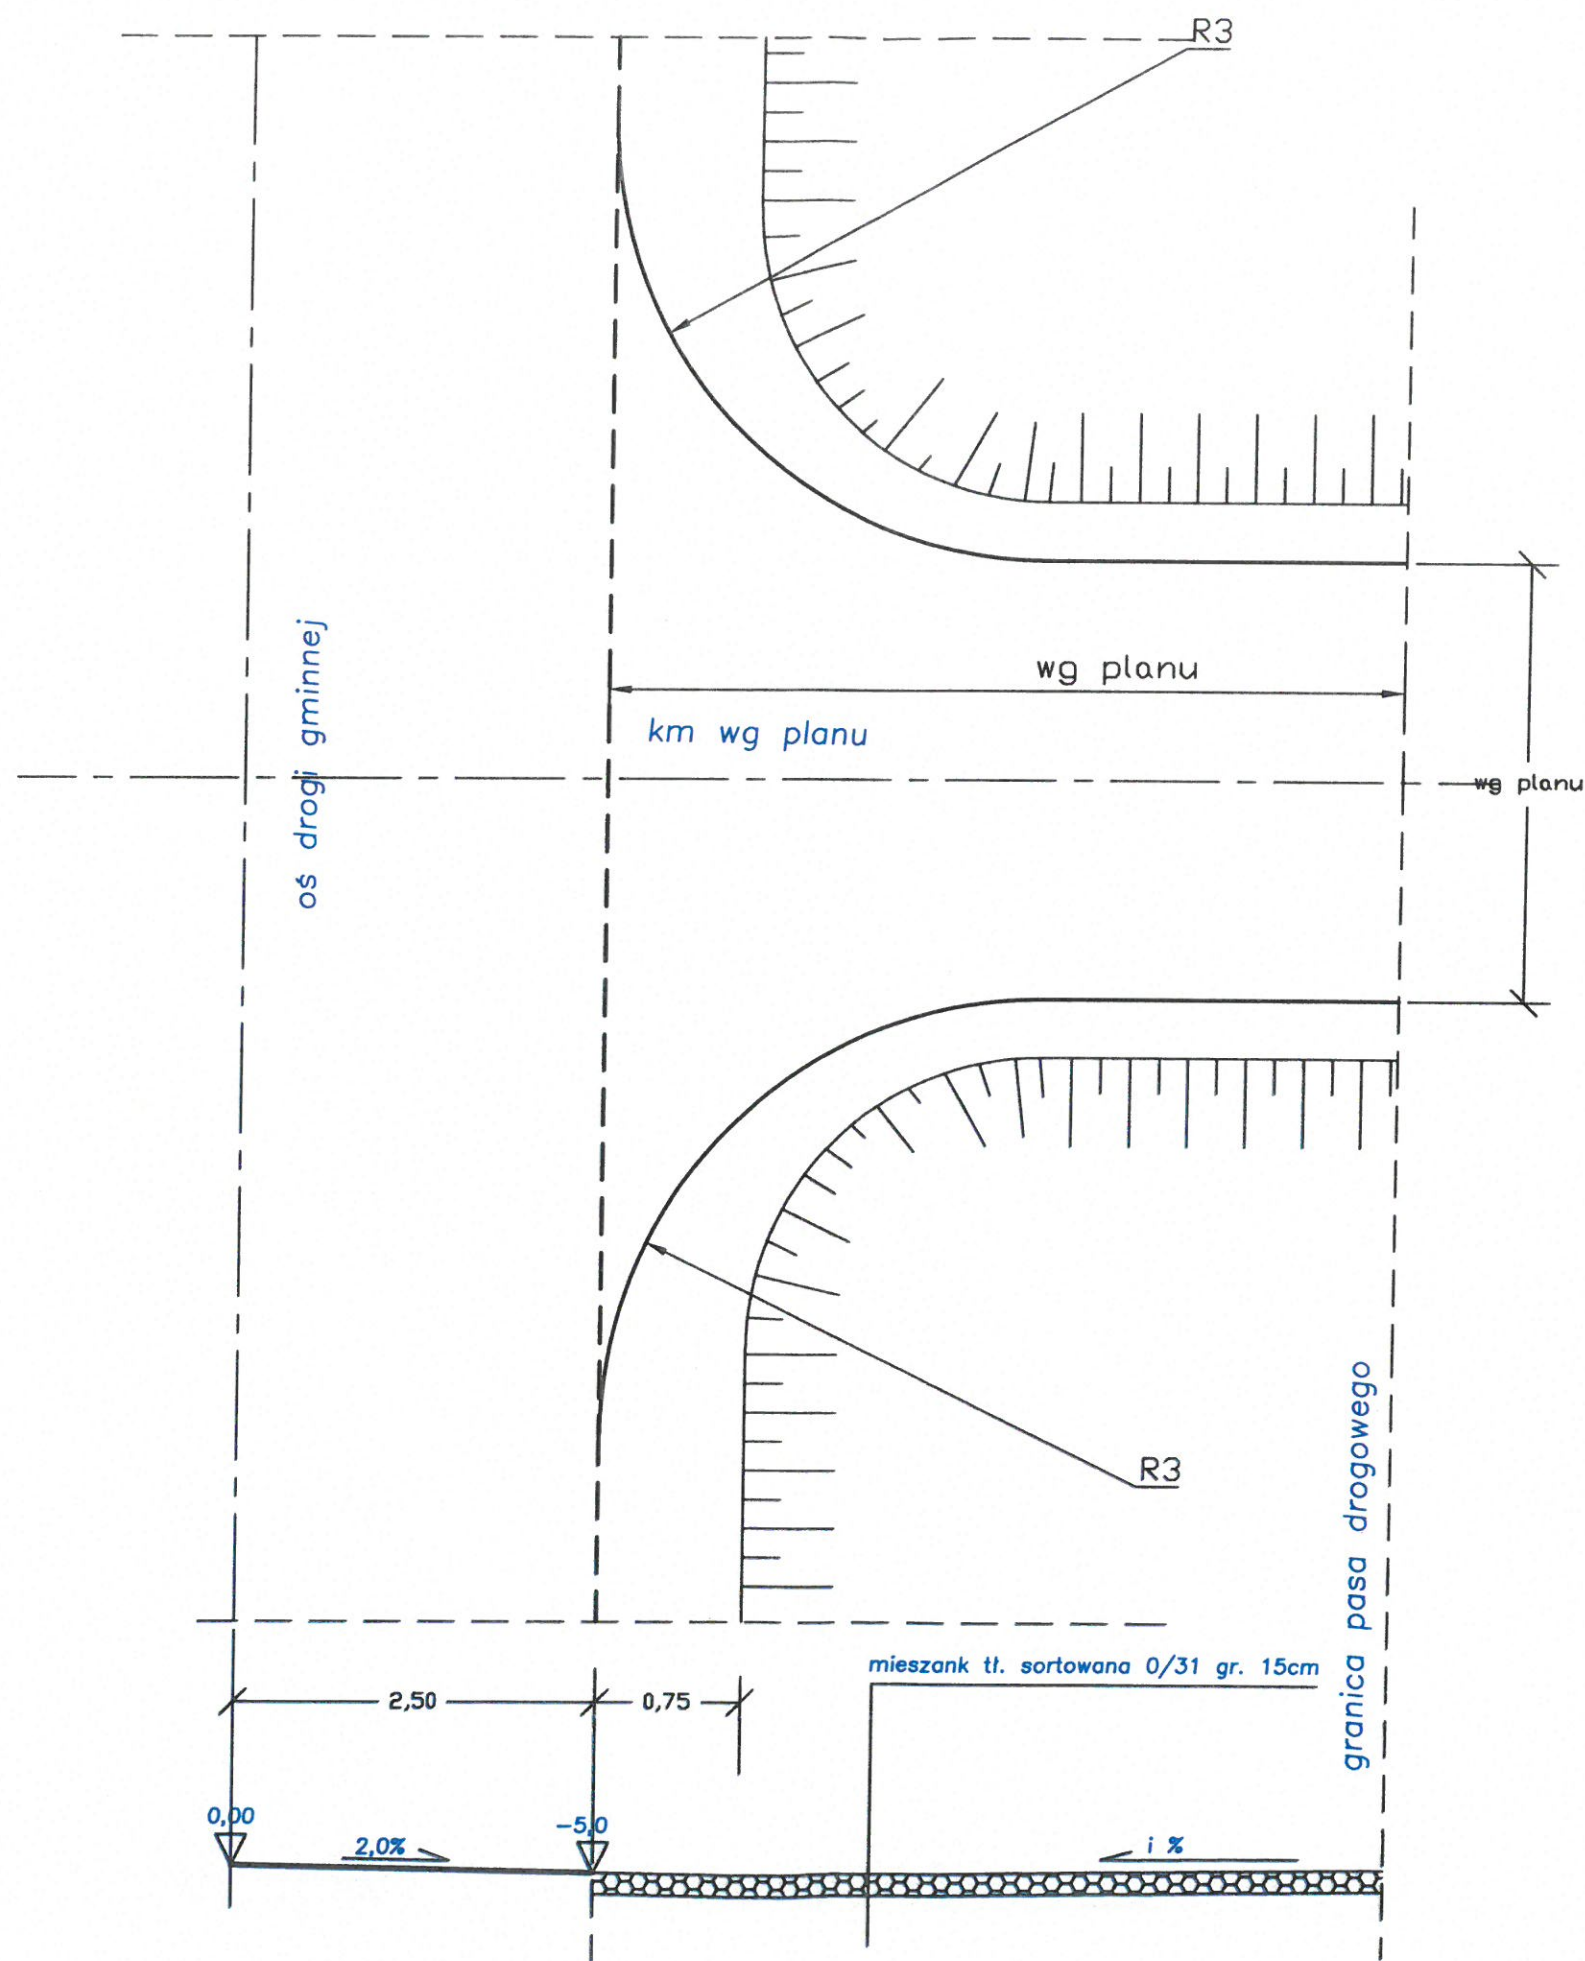 R3
oś drogi gminnej
wg planu
km wg planu
wg planu
R3
granica pasa drogowego
mieszank tł. sortowana 0/31 gr. 15cm
2,50
0,75
0,00
-5,0
2,0%
i %